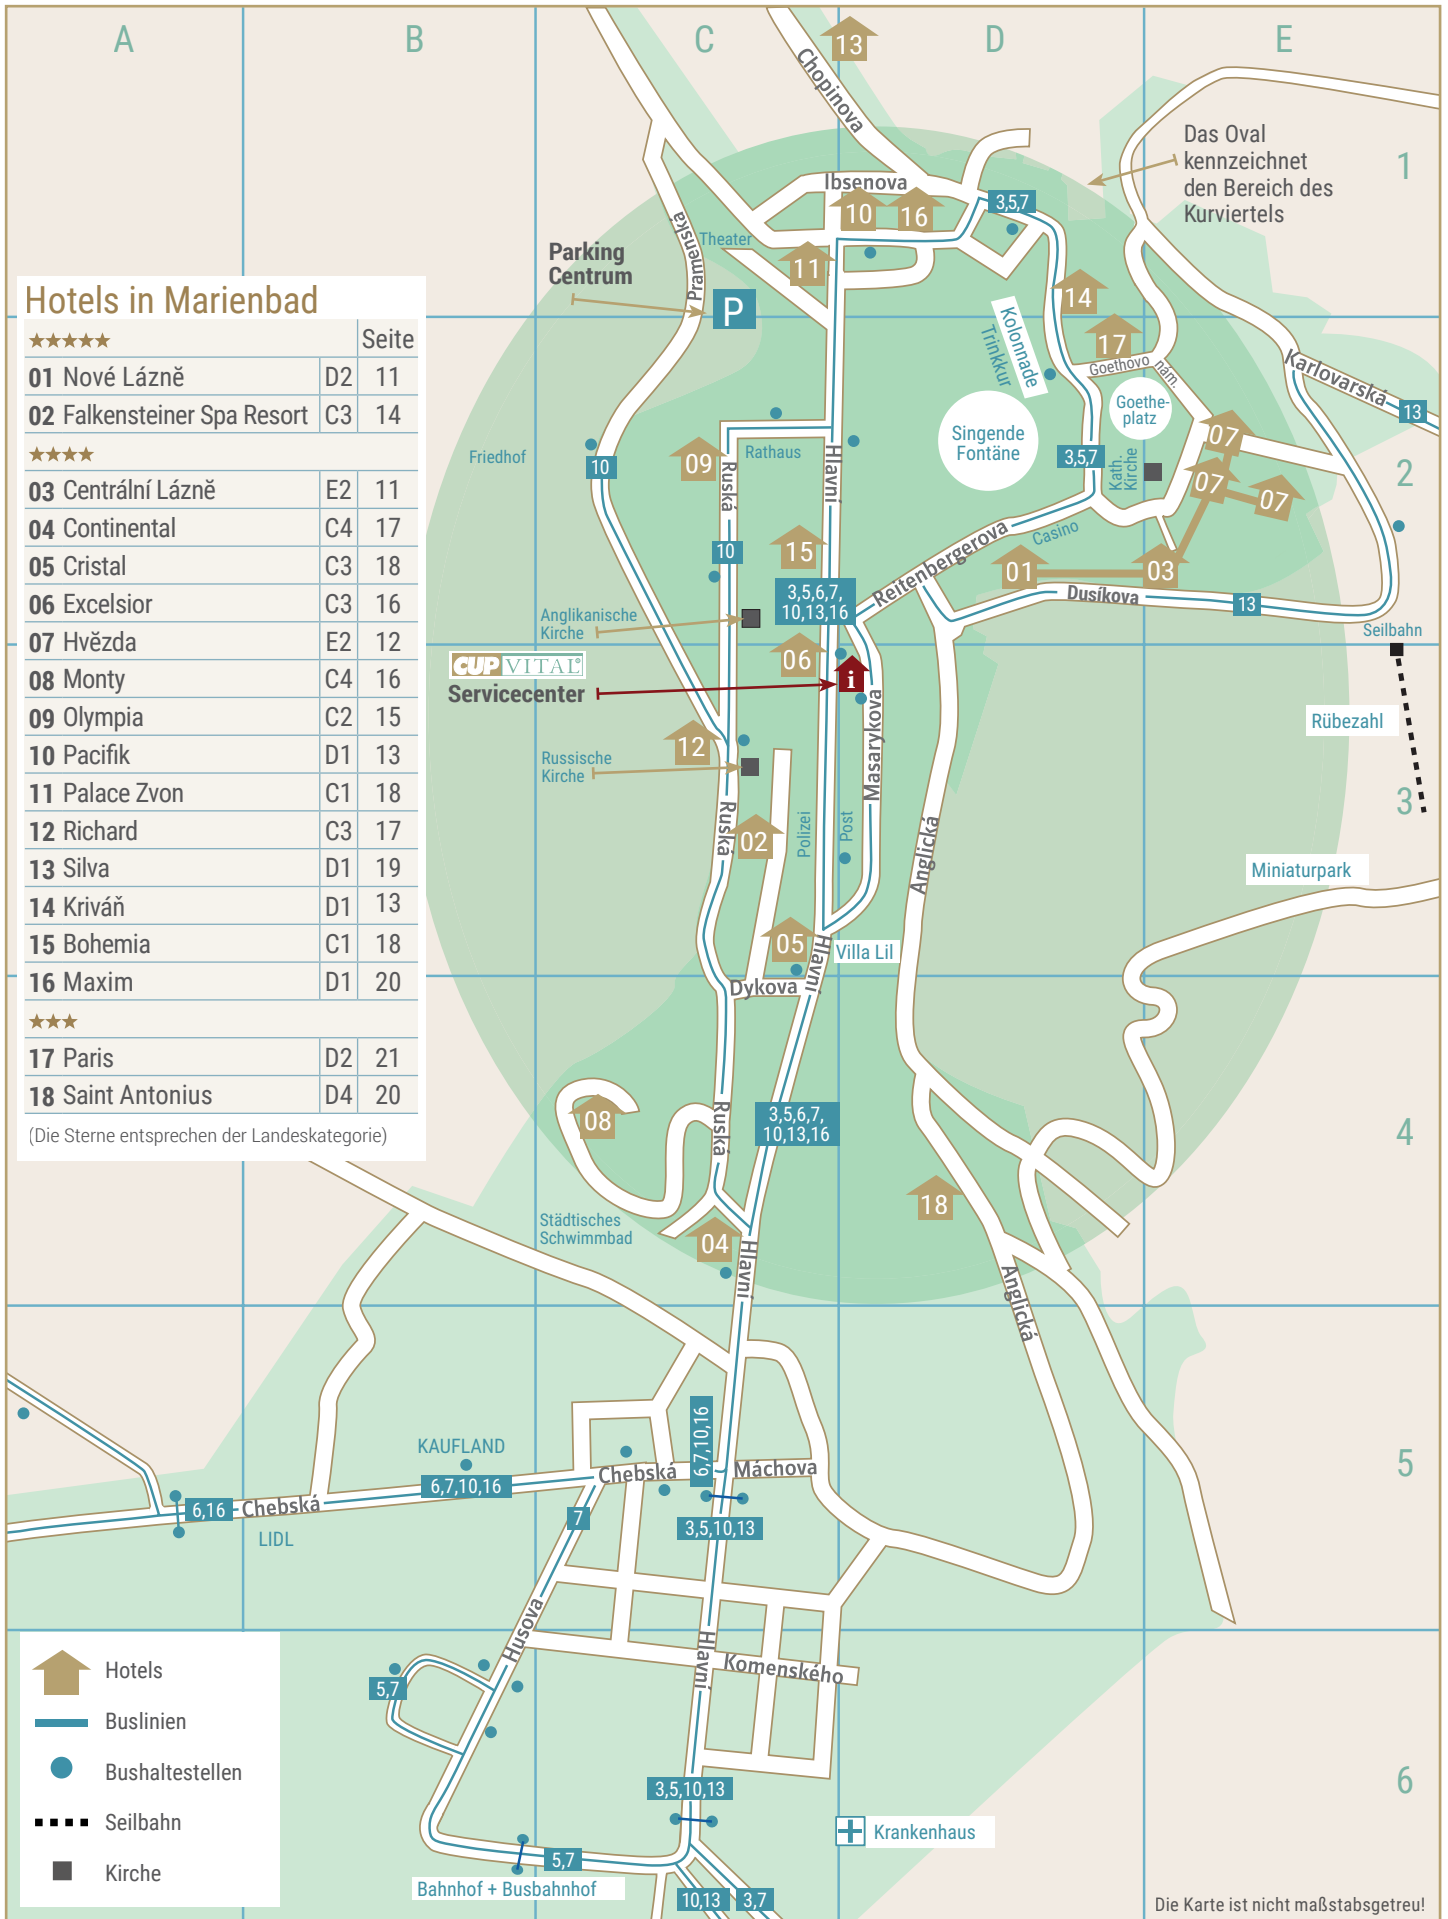 A
B
C
D
E
13
Chopinova
Das Oval
kennzeichnet
den Bereich des
Kurviertels
1
Ibsenova
10
16
3,5,7
Pramenská
Theater
11
Parking
Centrum
P
14
17
Kolonnade
Trinkkur
Goethovo
nám.
Goethe-
platz
Karlovarská
13
Singende
Fontäne
07
07
07
2
3,5,7
Kath.
Kirche
Friedhof
10
09
Ruská
Rathaus
Hlavní
10
15
3,5,6,7,
10,13,16
Reitenbergerova
Casino
01
03
Dusíkova
13
Seilbahn
Anglikanische
Kirche
CUP VITAL®
Servicecenter
06
i
Masarykova
Rübezahl
12
Russische
Kirche
3
Ruská
02
Polizei
Post
Anglická
Miniaturpark
05
Hlavní
Villa Lil
Dykova
Hotels in Marienbad
★★★★★ Seite
01 Nové Lázně D2 11
02 Falkensteiner Spa Resort C3 14
★★★★
03 Centrální Lázně E2 11
04 Continental C4 17
05 Cristal C3 18
06 Excelsior C3 16
07 Hvězda E2 12
08 Monty C4 16
09 Olympia C2 15
10 Pacifik D1 13
11 Palace Zvon C1 18
12 Richard C3 17
13 Silva D1 19
14 Kriváň D1 13
15 Bohemia C1 18
16 Maxim D1 20
★★★
17 Paris D2 21
18 Saint Antonius D4 20
(Die Sterne entsprechen der Landeskategorie)
08
Ruská
3,5,6,7,
10,13,16
4
18
Städtisches
Schwimmbad
04
Hlavní
Anglická
KAUFLAND
6,7,10,16
6,7,10,16
Chebská
Máchova
5
6,16
Chebská
LIDL
7
3,5,10,13
Husova
Hlavní
Komenského
5,7
3,5,10,13
6
Krankenhaus
5,7
Bahnhof + Busbahnhof
10,13
3,7
Hotels
Buslinien
Bushaltestellen
Seilbahn
Kirche
Die Karte ist nicht maßstabsgetreu!